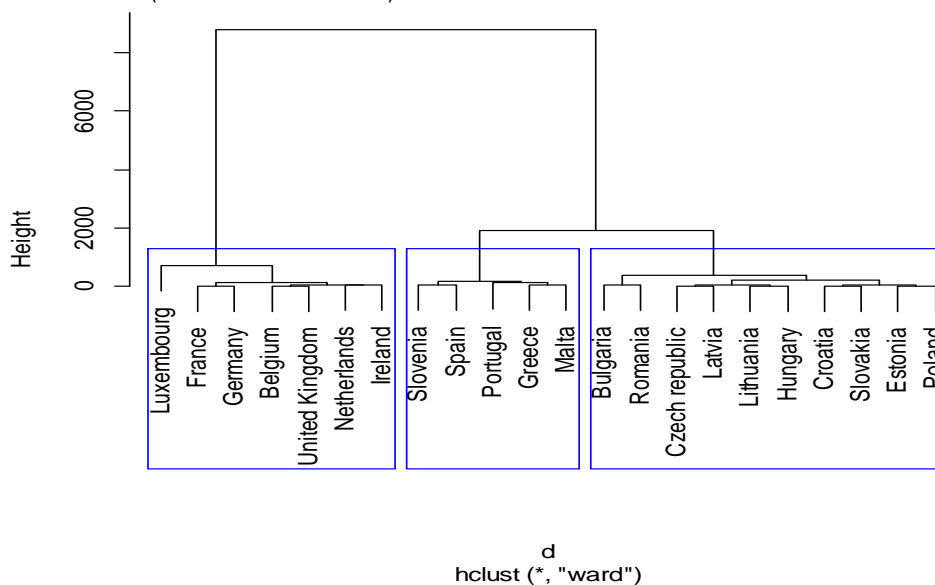 6000
2000
0
Height
Luxembourg
France
Germany
Belgium
United Kingdom
Netherlands
Ireland
Slovenia
Spain
Portugal
Greece
Malta
Bulgaria
Romania
Czech republic
Latvia
Lithuania
Hungary
Croatia
Slovakia
Estonia
Poland
d
hclust (*, "ward")